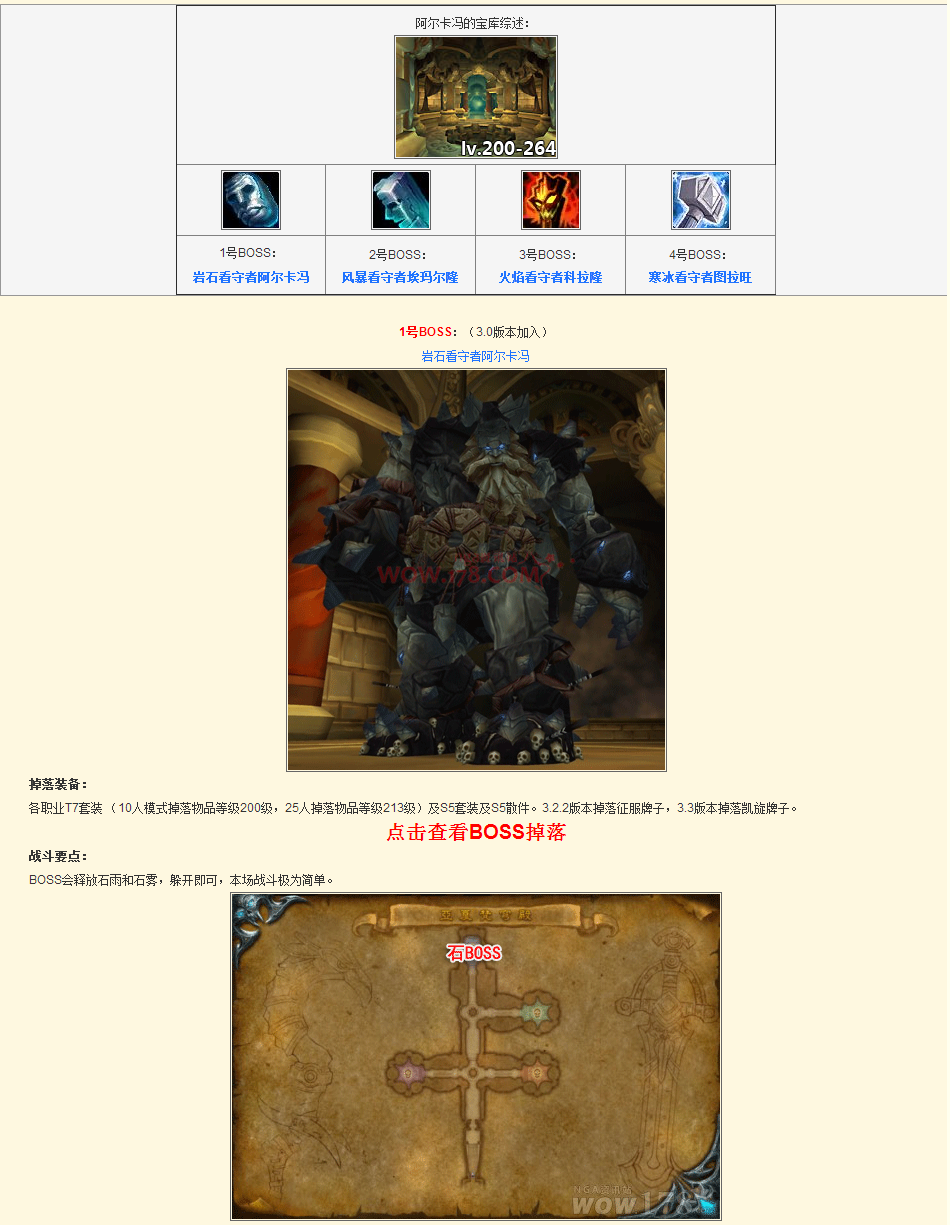 阿尔卡冯的宝库综述：
lv.200-264
1号BOSS：
岩石看守者阿尔卡冯
2号BOSS：
风暴看守者埃玛尔隆
3号BOSS：
火焰看守者科拉隆
4号BOSS：
寒冰看守者图拉旺
1号BOSS：（3.0版本加入）
岩石看守者阿尔卡冯
WOW.178.COM
掉落装备：
各职业T7套装 （10人模式掉落物品等级200级，25人掉落物品等级213级）及S5套装及S5散件。3.2.2版本掉落征服牌子，3.3版本掉落凯旋牌子。
点击查看BOSS掉落
战斗要点：
BOSS会释放石雨和石雾，躲开即可，本场战斗极为简单。
石BOSS
wow.178